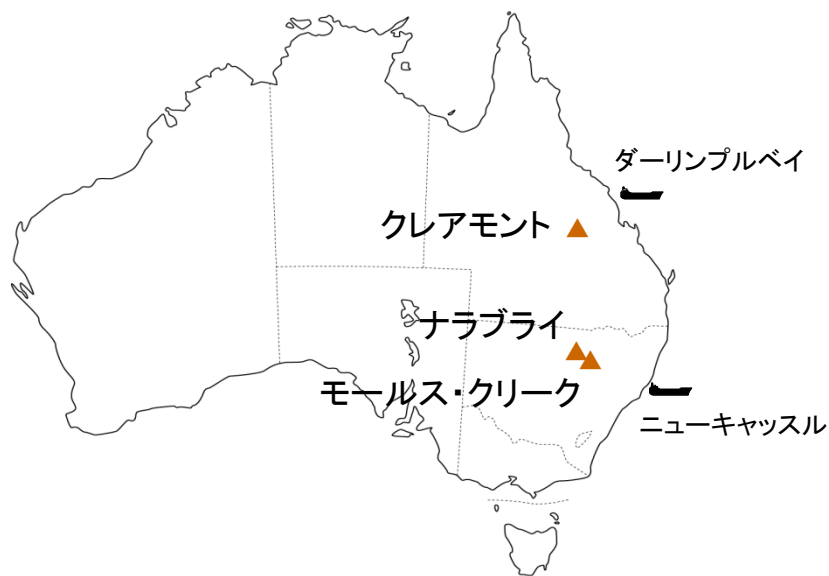 ダーリンプルベイ
クレアモント
ナラブライ
モールス・クリーク
ニューキャッスル